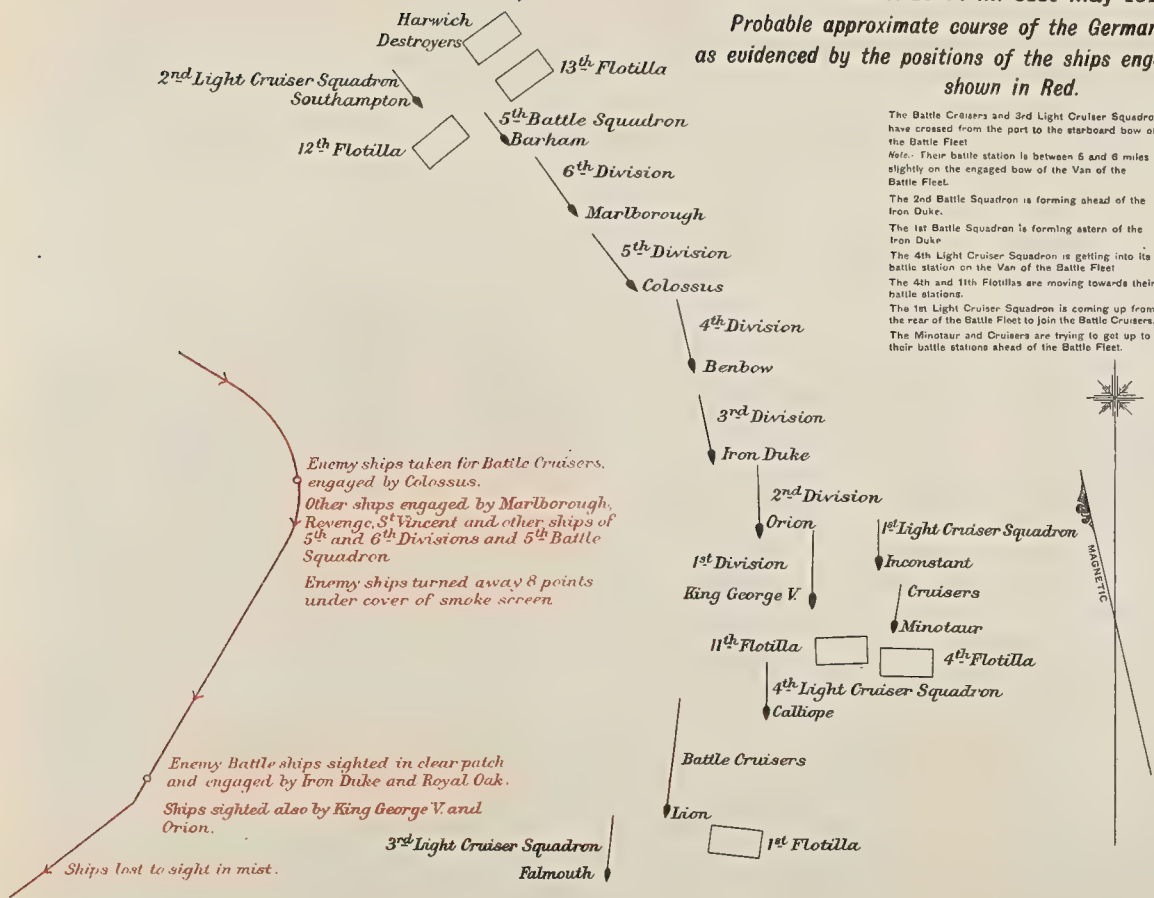 Probable approximate course of the German
as evidenced by the positions of the ships eng
shown in Red.
The Battle Cruisers and 3rd Light Cruiser Squadro
have crossed from the port to the starboard bow of
the Battle Fleet
Note.- Their battle station is between 5 and 6 miles
slightly on the engaged bow of the Van of the
Battle Fleet.
The 2nd Battle Squadron is forming ahead of the
Iron Duke.
The 1st Battle Squadron is forming astern of the
Iron Duke
The 4th Light Cruiser Squadron is getting into its
battle station on the Van of the Battle Fleet
The 4th and 11th Flotillas are moving towards their
battle stations.
The 1st Light Cruiser Squadron is coming up from
the rear of the Battle Fleet to join the Battle Cruisers.
The Minotaur and Cruisers are trying to get up to
their battle stations ahead of the Battle Fleet.
Harwich
Destroyers
13th Flotilla
2nd Light Cruiser Squadron
Southampton
5th Battle Squadron
Barham
12th Flotilla
6th Division
Marlborough
5th Division
Colossus
4th Division
Benbow
3rd Division
Iron Duke
2nd Division
Orion
1st Light Cruiser Squadron
Inconstant
1st Division
King George V.
Cruisers
Minotaur
11th Flotilla
4th Flotilla
4th Light Cruiser Squadron
Calliope
Battle Cruisers
Lion
1st Flotilla
3rd Light Cruiser Squadron
Falmouth
MAGNETIC
Enemy ships taken for Battle Cruisers,
engaged by Colossus.
Other ships engaged by Marlborough,
Revenge, St Vincent and other ships of
5th and 6th Divisions and 5th Battle
Squadron
Enemy ships turned away 8 points
under cover of smoke screen
Enemy Battle ships sighted in clear patch
and engaged by Iron Duke and Royal Oak.
Ships sighted also by King George V. and
Orion.
Ships lost to sight in mist.